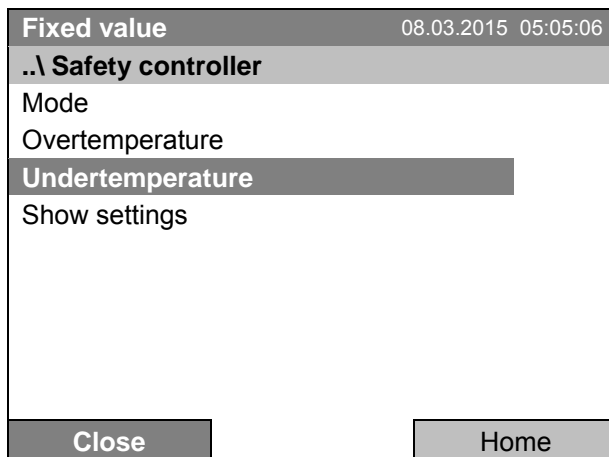 Fixed value 08.03.2015 05:05:06
..\ Safety controller
Mode
Overtemperature
Undertemperature
Show settings
Close Home